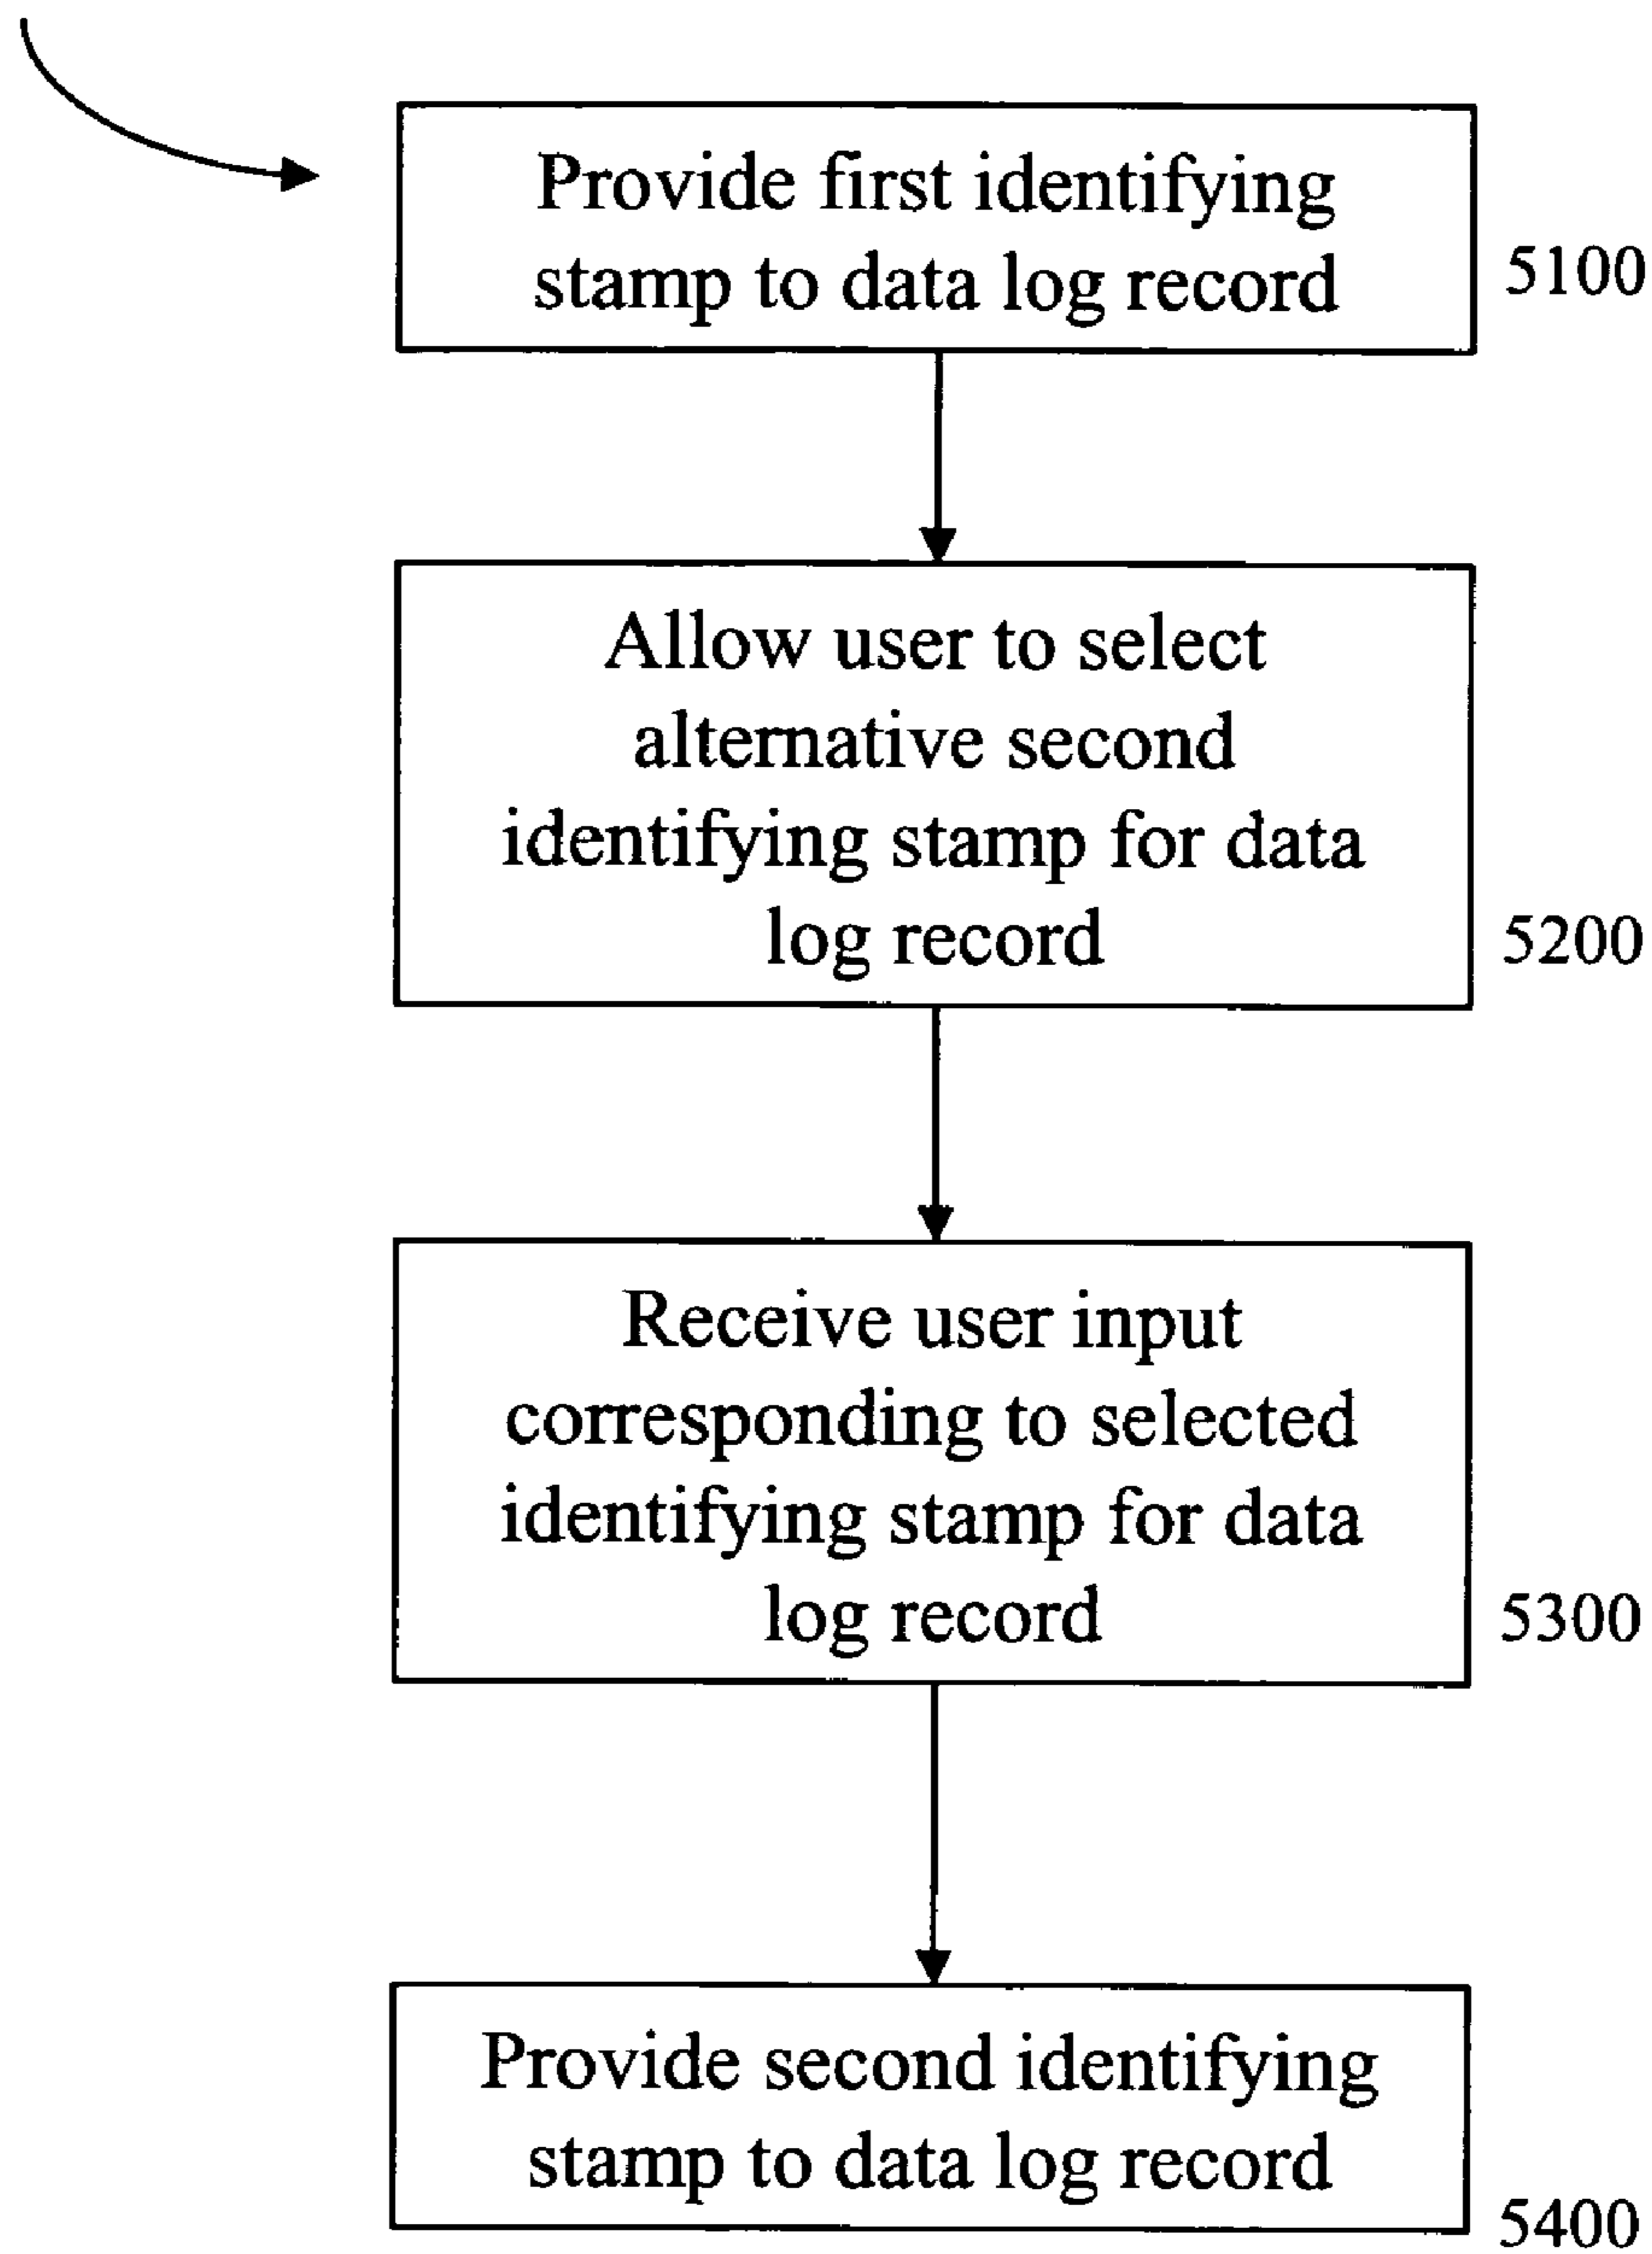 Provide first identifying
stamp to data log record
5100
Allow user to select
alternative second
identifying stamp for data
log record
5200
Receive user input
corresponding to selected
identifying stamp for data
log record
5300
Provide second identifying
stamp to data log record
5400